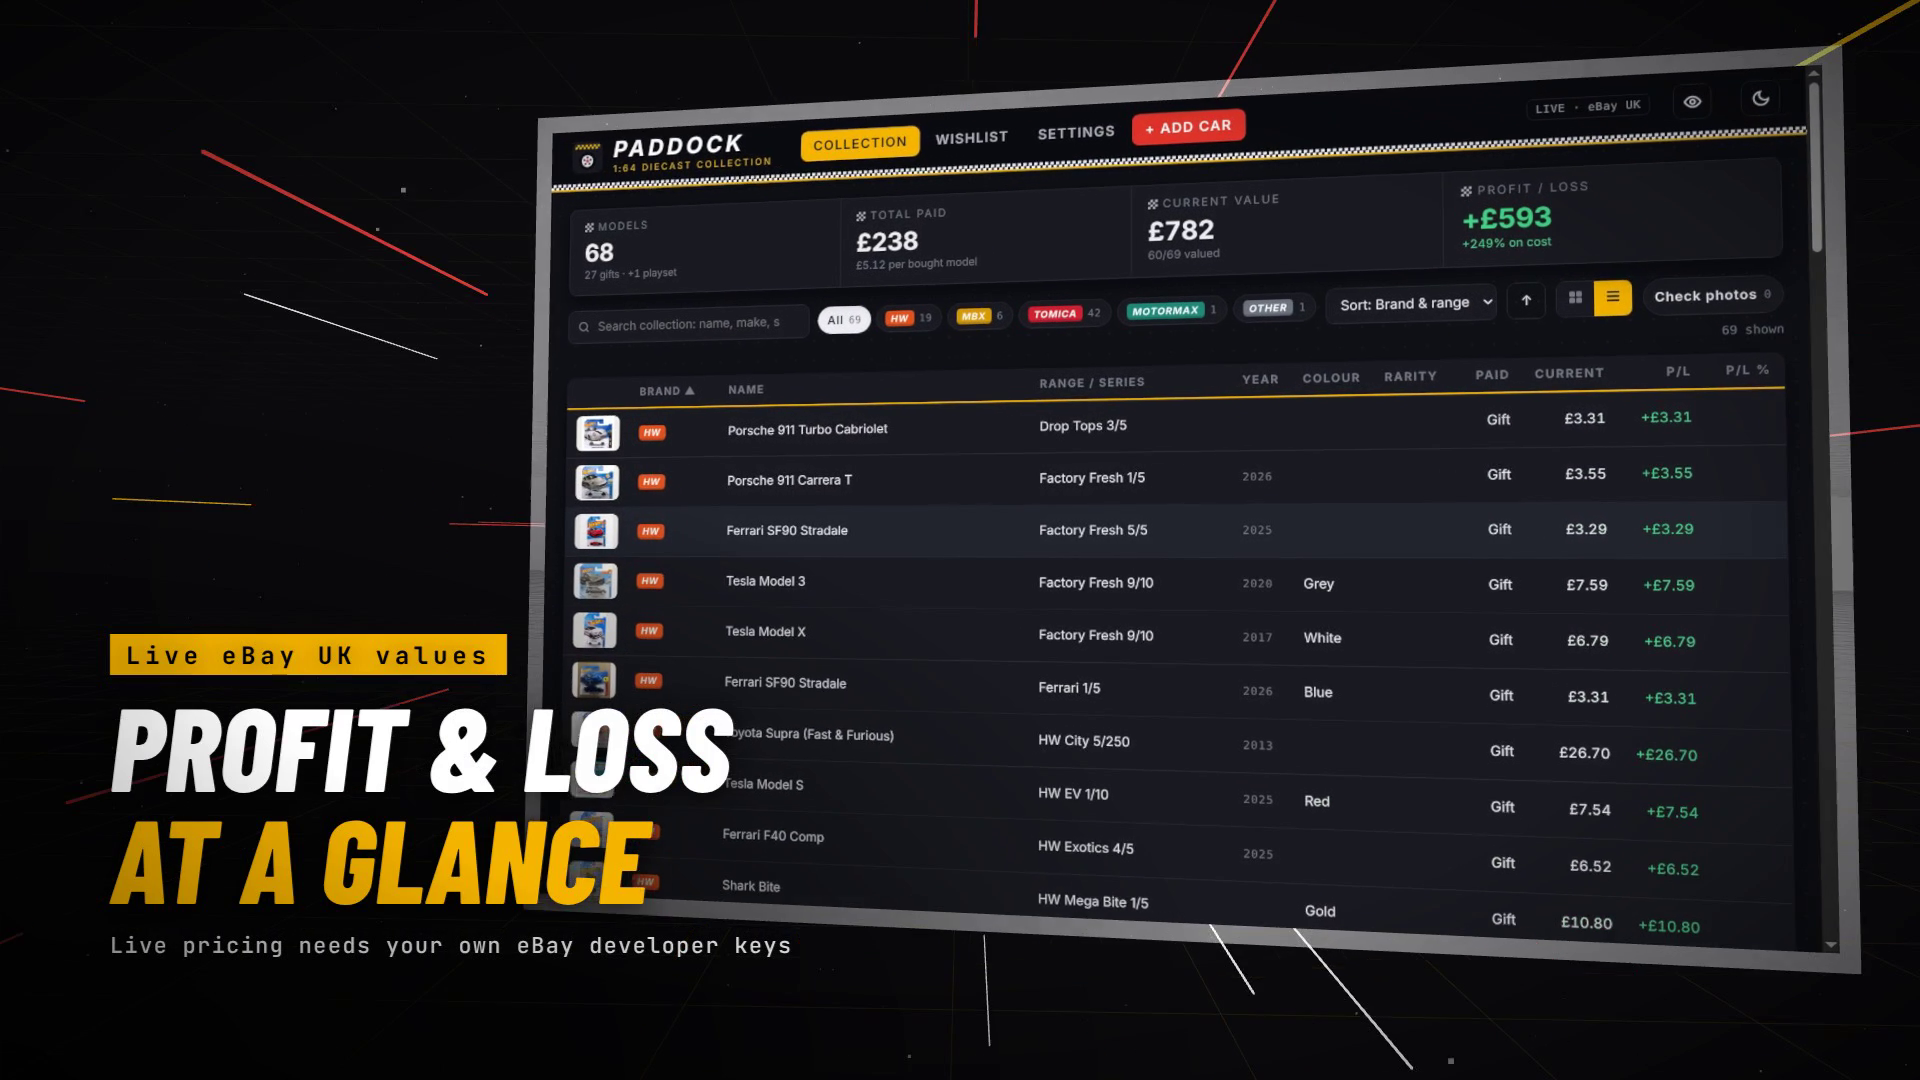 LIVE · eBay UK
PADDOCK
1:64 DIECAST COLLECTION
COLLECTION WISHLIST SETTINGS + ADD CAR
MODELS
68
27 gifts · +1 playset
TOTAL PAID
£238
£5.12 per bought model
CURRENT VALUE
£782
60/69 valued
PROFIT / LOSS
+£593
+249% on cost
Search collection: name, make, s
All 69 HW 19 MBX 6 TOMICA 42 MOTORMAX 1 OTHER 1 Sort: Brand & range Check photos 0
69 shown
BRAND ▲ NAME RANGE / SERIES YEAR COLOUR RARITY PAID CURRENT P/L P/L %
HW Porsche 911 Turbo Cabriolet Drop Tops 3/5 Gift £3.31 +£3.31
HW Porsche 911 Carrera T Factory Fresh 1/5 2026 Gift £3.55 +£3.55
HW Ferrari SF90 Stradale Factory Fresh 5/5 2025 Gift £3.29 +£3.29
HW Tesla Model 3 Factory Fresh 9/10 2020 Grey Gift £7.59 +£7.59
HW Tesla Model X Factory Fresh 9/10 2017 White Gift £6.79 +£6.79
HW Ferrari SF90 Stradale Ferrari 1/5 2026 Blue Gift £3.31 +£3.31
oyota Supra (Fast & Furious) HW City 5/250 2013 Gift £26.70 +£26.70
Tesla Model S HW EV 1/10 2025 Red Gift £7.54 +£7.54
Ferrari F40 Comp HW Exotics 4/5 2025 Gift £6.52 +£6.52
HW Shark Bite HW Mega Bite 1/5 Gold Gift £10.80 +£10.80
Live eBay UK values
PROFIT & LOSS
AT A GLANCE
Live pricing needs your own eBay developer keys